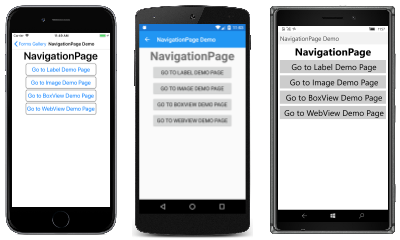 9:41 AM
Forms Gallery NavigationPage Demo
NavigationPage
Go to Label Demo Page
Go to Image Demo Page
Go to BoxView Demo Page
Go to WebView Demo Page
NavigationPage Demo
NavigationPage
GO TO LABEL DEMO PAGE
GO TO IMAGE DEMO PAGE
GO TO BOXVIEW DEMO PAGE
GO TO WEBVIEW DEMO PAGE
NavigationPage Demo
NavigationPage
Go to Label Demo Page
Go to Image Demo Page
Go to BoxView Demo Page
Go to WebView Demo Page